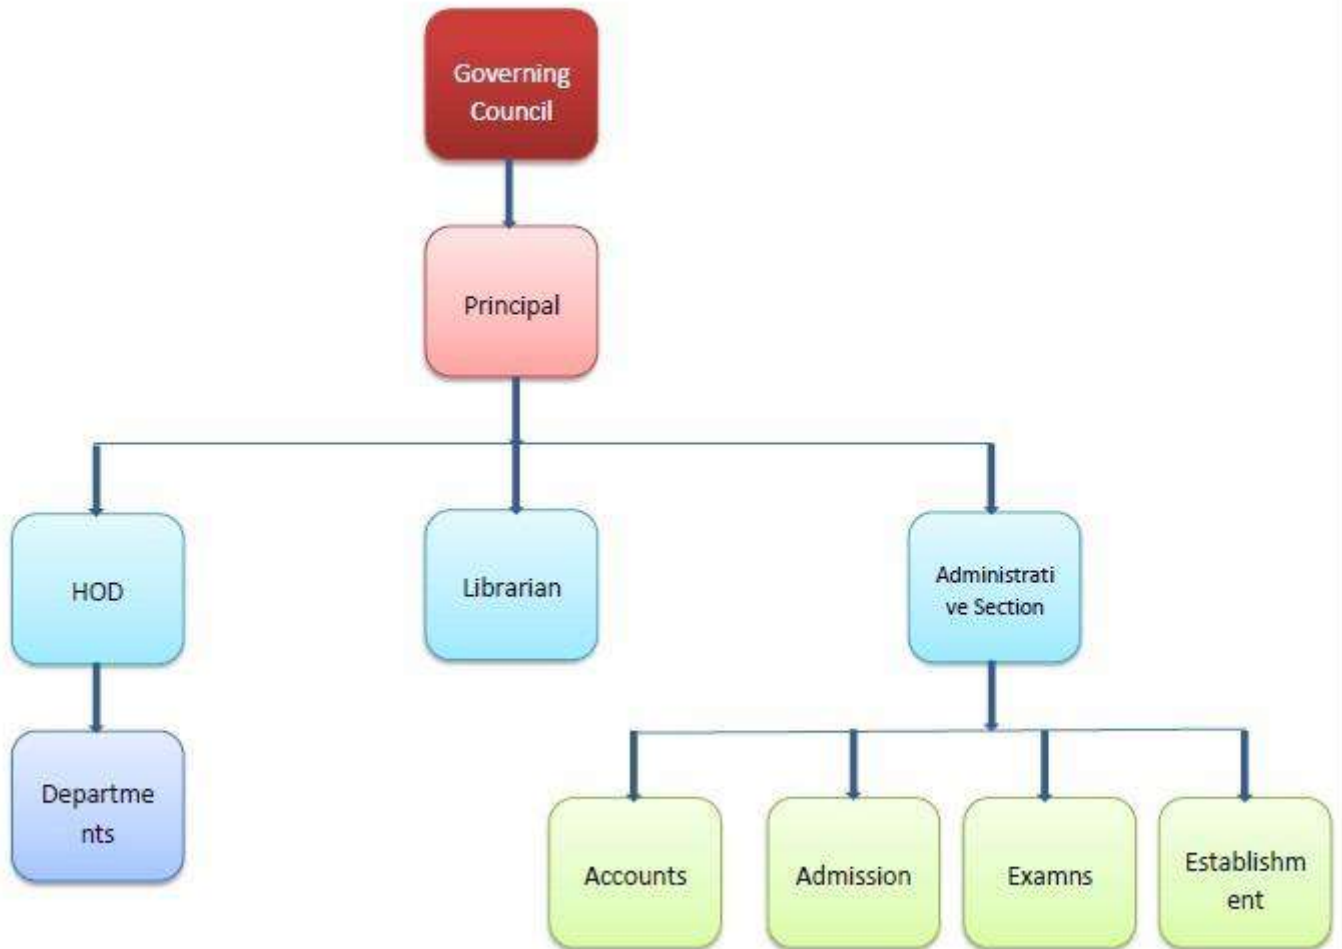 Governing
Council
Principal
HOD
Librarian
Administrati
ve Section
Departme
nts
Accounts
Admission
Examns
Establishm
ent